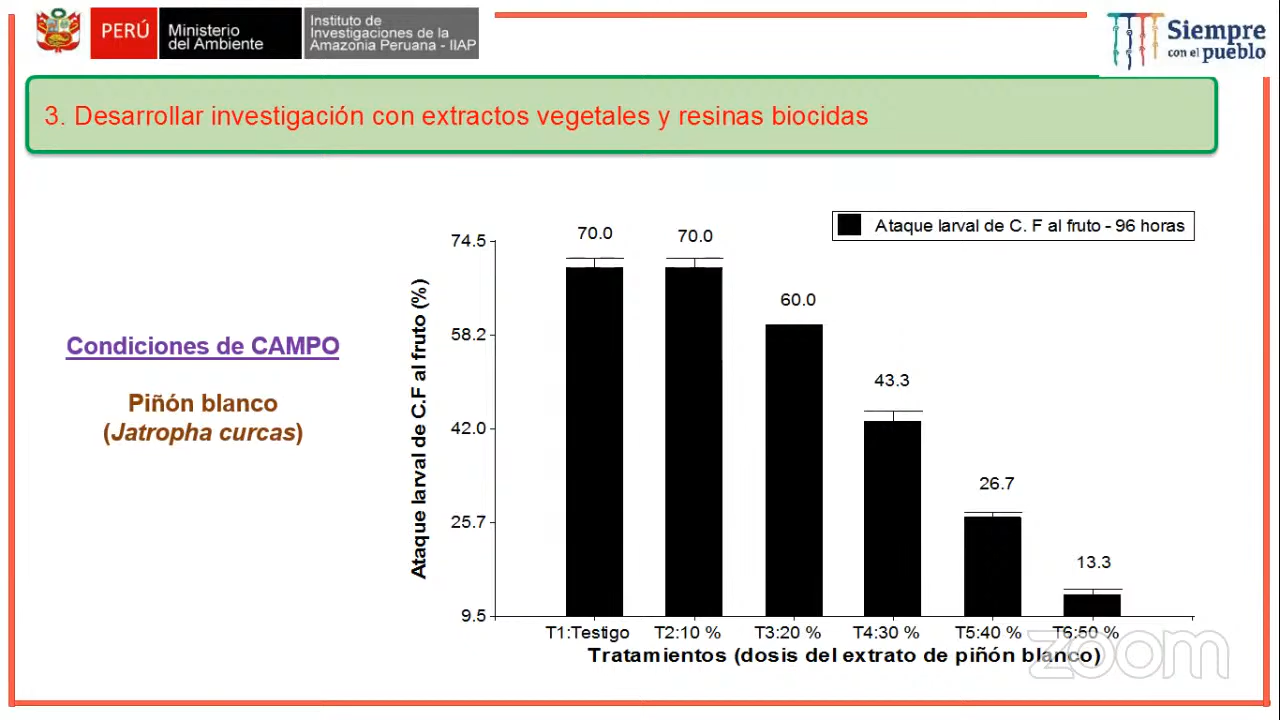 PERÚ
Ministerio
del Ambiente
Instituto de
Investigaciones de la
Amazonia Peruana - IIAP
Siempre
con el pueblo
3. Desarrollar investigación con extractos vegetales y resinas biocidas
Condiciones de CAMPO
Piñón blanco
(Jatropha curcas)
Ataque larval de C. F al fruto - 96 horas
Ataque larval de C.F al fruto (%)
74.5
58.2
42.0
25.7
9.5
70.0
70.0
60.0
43.3
26.7
13.3
T1:Testigo T2:10 % T3:20 % T4:30 % T5:40 % T6:50 %
Tratamientos (dosis del extrato de piñón blanco)
zoom